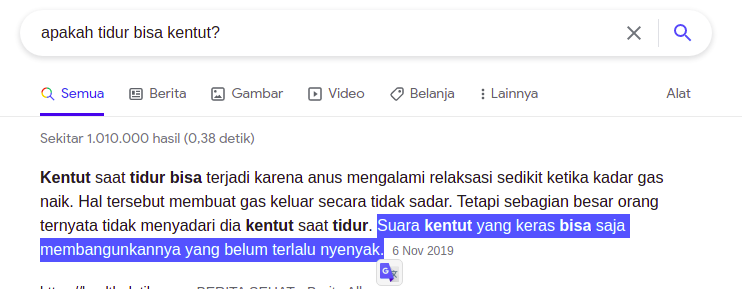 apakah tidur bisa kentut?
Semua Berita Gambar Video Belanja Lainnya Alat
Sekitar 1.010.000 hasil (0,38 detik)
Kentut saat tidur bisa terjadi karena anus mengalami relaksasi sedikit ketika kadar gas
naik. Hal tersebut membuat gas keluar secara tidak sadar. Tetapi sebagian besar orang
ternyata tidak menyadari dia kentut saat tidur. Suara kentut yang keras bisa saja
membangunkannya yang belum terlalu nyenyak. 6 Nov 2019